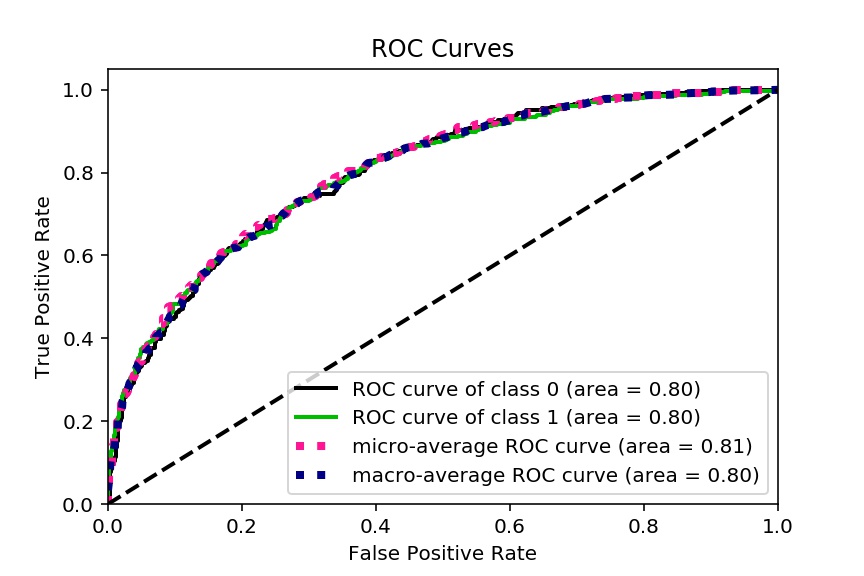 ROC Curves
1.0
0.8
0.6
0.4
0.2
0.0
True Positive Rate
ROC curve of class 0 (area = 0.80)
ROC curve of class 1 (area = 0.80)
micro-average ROC curve (area = 0.81)
macro-average ROC curve (area = 0.80)
0.0 0.2 0.4 0.6 0.8 1.0
False Positive Rate